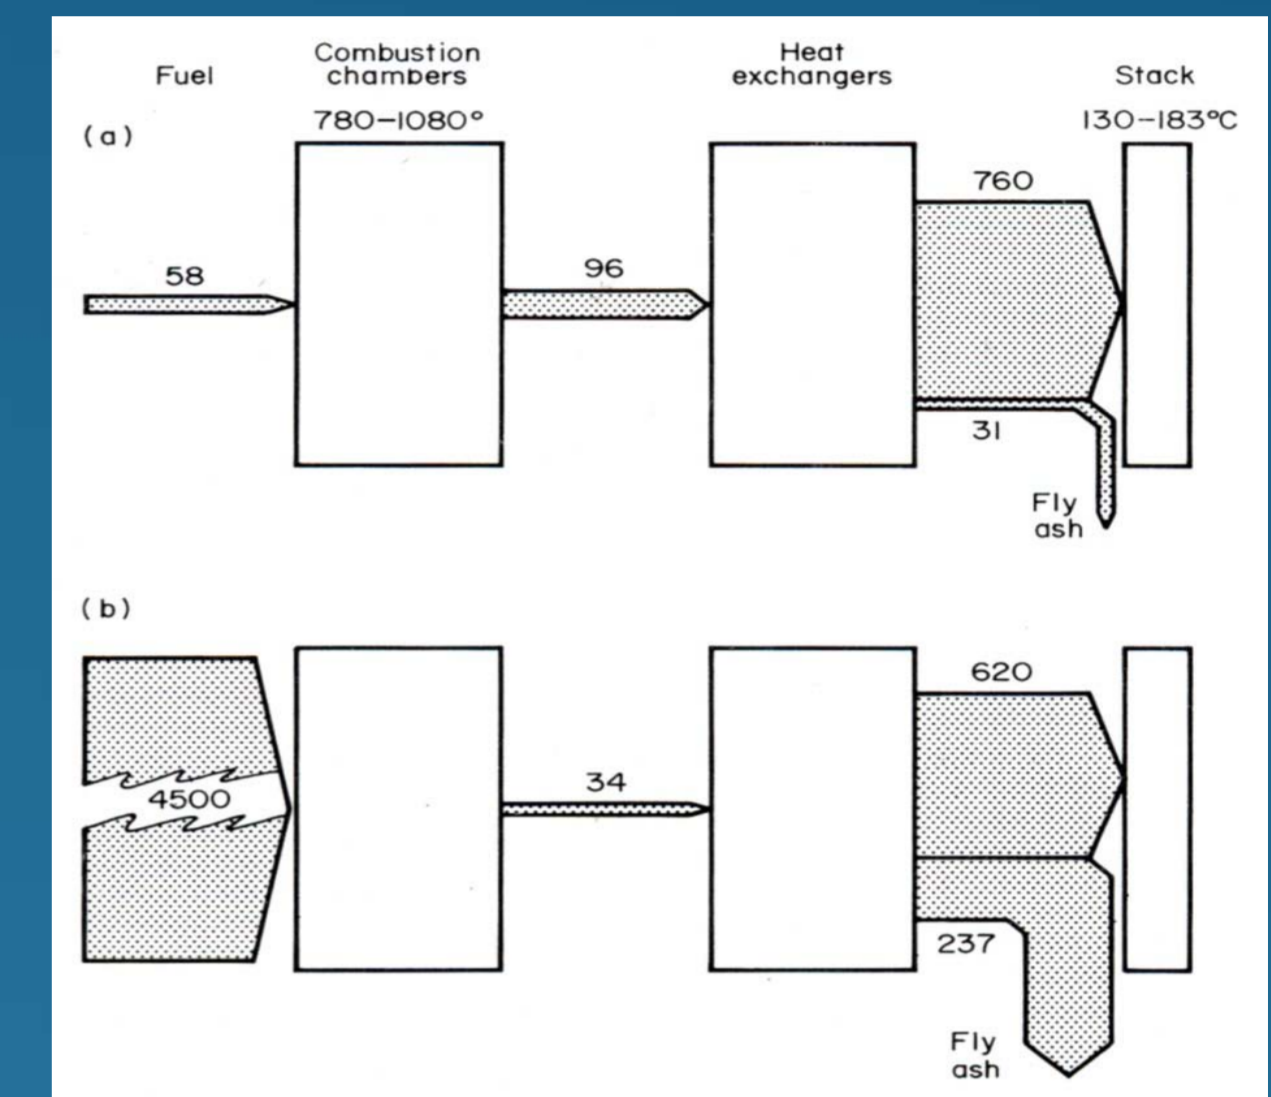 Fuel
Combustion
chambers
780–1080°
Heat
exchangers
Stack
130–183°C
(a)
58
96
760
31
Fly
ash
(b)
4500
34
620
237
Fly
ash